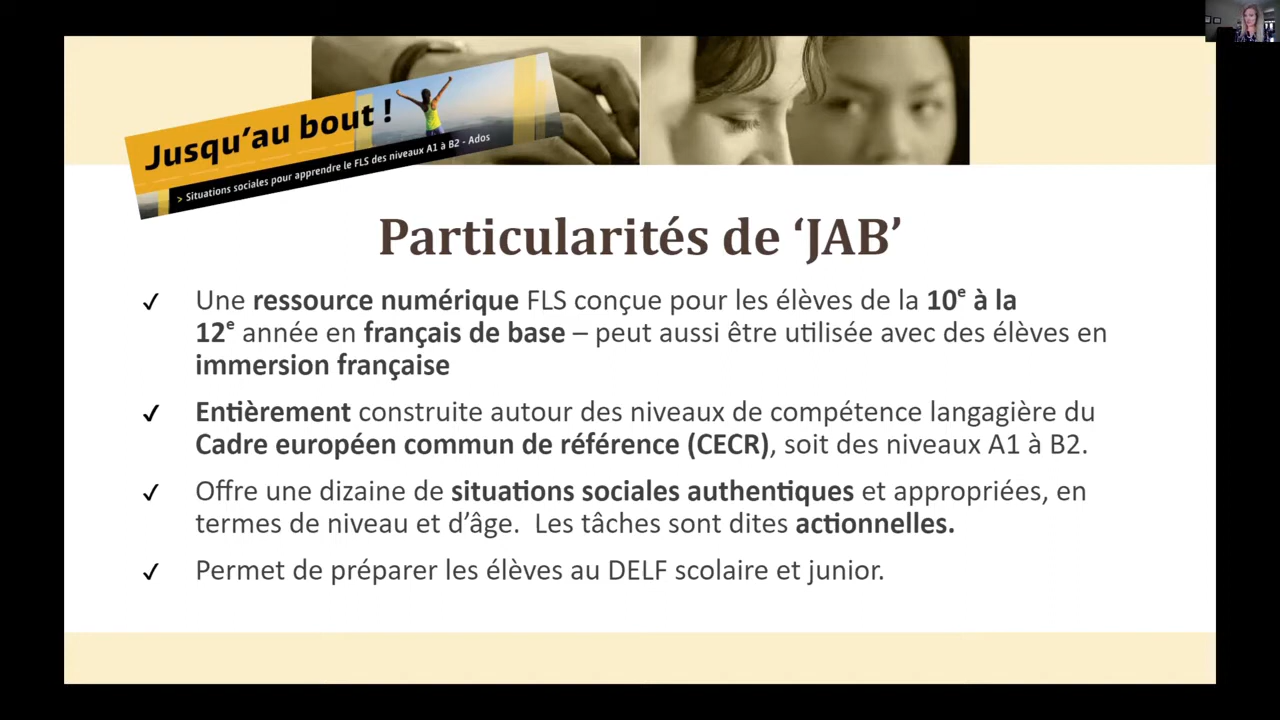 Jusqu'au bout !
> Situations sociales pour apprendre le FLS des niveaux A1 à B2 - Ados
Particularités de ‘JAB’
✓ Une ressource numérique FLS conçue pour les élèves de la 10e à la
12e année en français de base – peut aussi être utilisée avec des élèves en
immersion française
✓ Entièrement construite autour des niveaux de compétence langagière du
Cadre européen commun de référence (CECR), soit des niveaux A1 à B2.
✓ Offre une dizaine de situations sociales authentiques et appropriées, en
termes de niveau et d’âge. Les tâches sont dites actionnelles.
✓ Permet de préparer les élèves au DELF scolaire et junior.